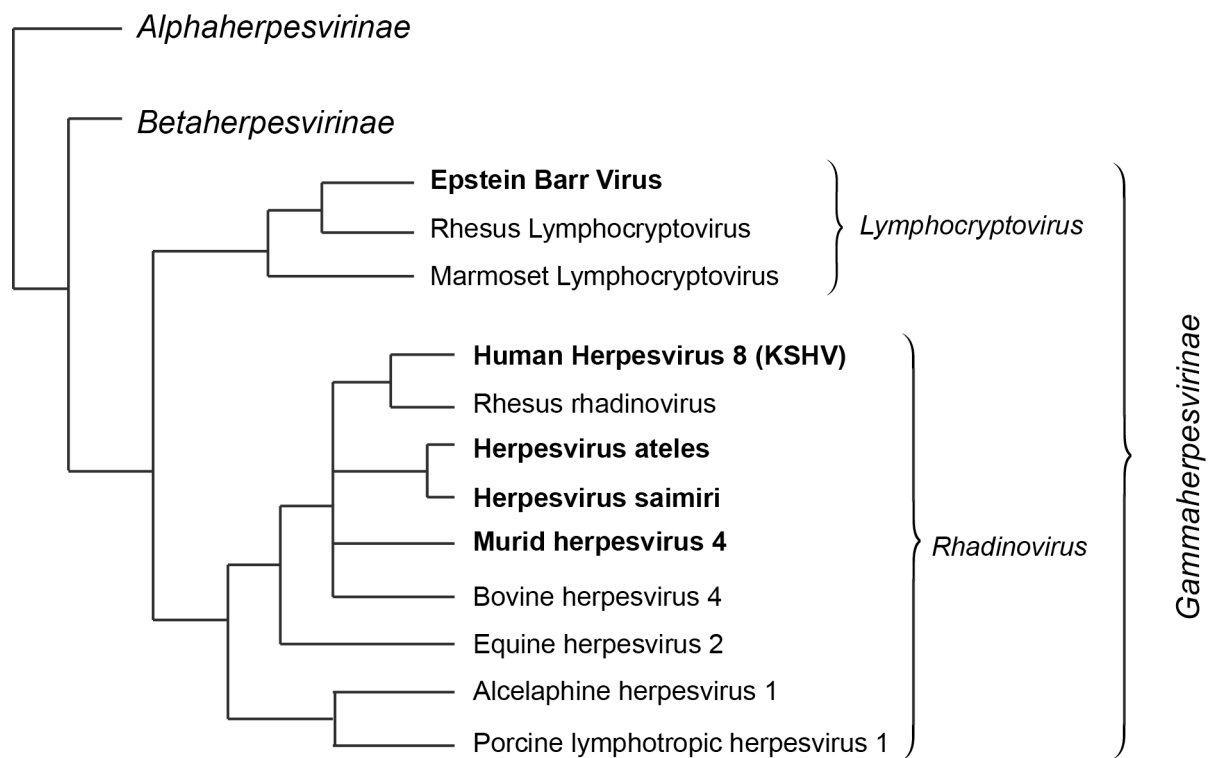 Alphaherpesvirinae
Betaherpesvirinae
Epstein Barr Virus
Rhesus Lymphocryptovirus
Marmoset Lymphocryptovirus
Lymphocryptovirus
Human Herpesvirus 8 (KSHV)
Rhesus rhadinovirus
Herpesvirus ateles
Herpesvirus saimiri
Murid herpesvirus 4
Bovine herpesvirus 4
Equine herpesvirus 2
Alcelaphine herpesvirus 1
Porcine lymphotropic herpesvirus 1
Rhadinovirus
Gammaherpesvirinae